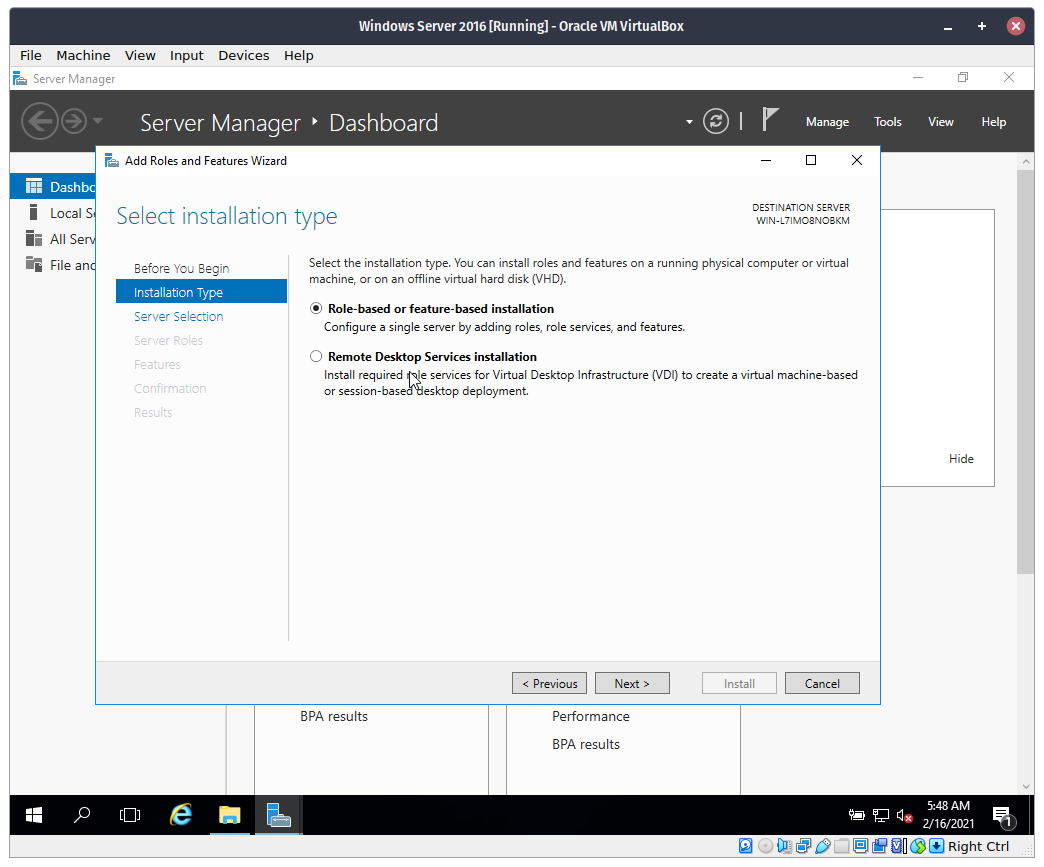 Windows Server 2016 [Running] - Oracle VM VirtualBox
File Machine View Input Devices Help
Server Manager
Server Manager Dashboard
Manage Tools View Help
Add Roles and Features Wizard
Dashbo
Local Se
All Serv
File and
Select installation type
DESTINATION SERVER
WIN-L7IMO8NOBKM
Before You Begin
Installation Type
Server Selection
Server Roles
Features
Confirmation
Results
Select the installation type. You can install roles and features on a running physical computer or virtual
machine, or on an offline virtual hard disk (VHD).
Role-based or feature-based installation
Configure a single server by adding roles, role services, and features.
Remote Desktop Services installation
Install required role services for Virtual Desktop Infrastructure (VDI) to create a virtual machine-based
or session-based desktop deployment.
Hide
< Previous Next > Install Cancel
BPA results
Performance
BPA results
5:48 AM
2/16/2021
1
Right Ctrl